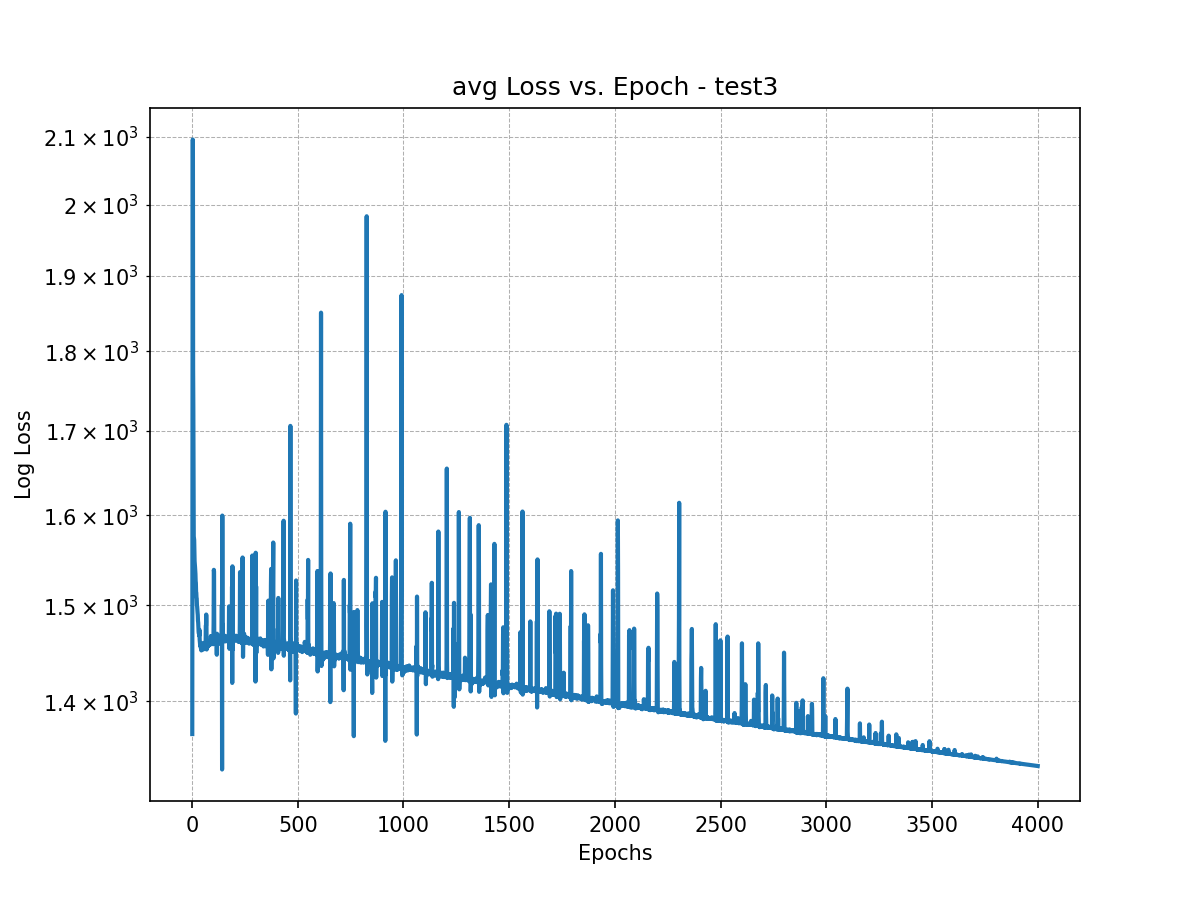 avg Loss vs. Epoch - test3
2.1 × 10³
2 × 10³
1.9 × 10³
1.8 × 10³
1.7 × 10³
1.6 × 10³
1.5 × 10³
1.4 × 10³
Log Loss
0 500 1000 1500 2000 2500 3000 3500 4000
Epochs